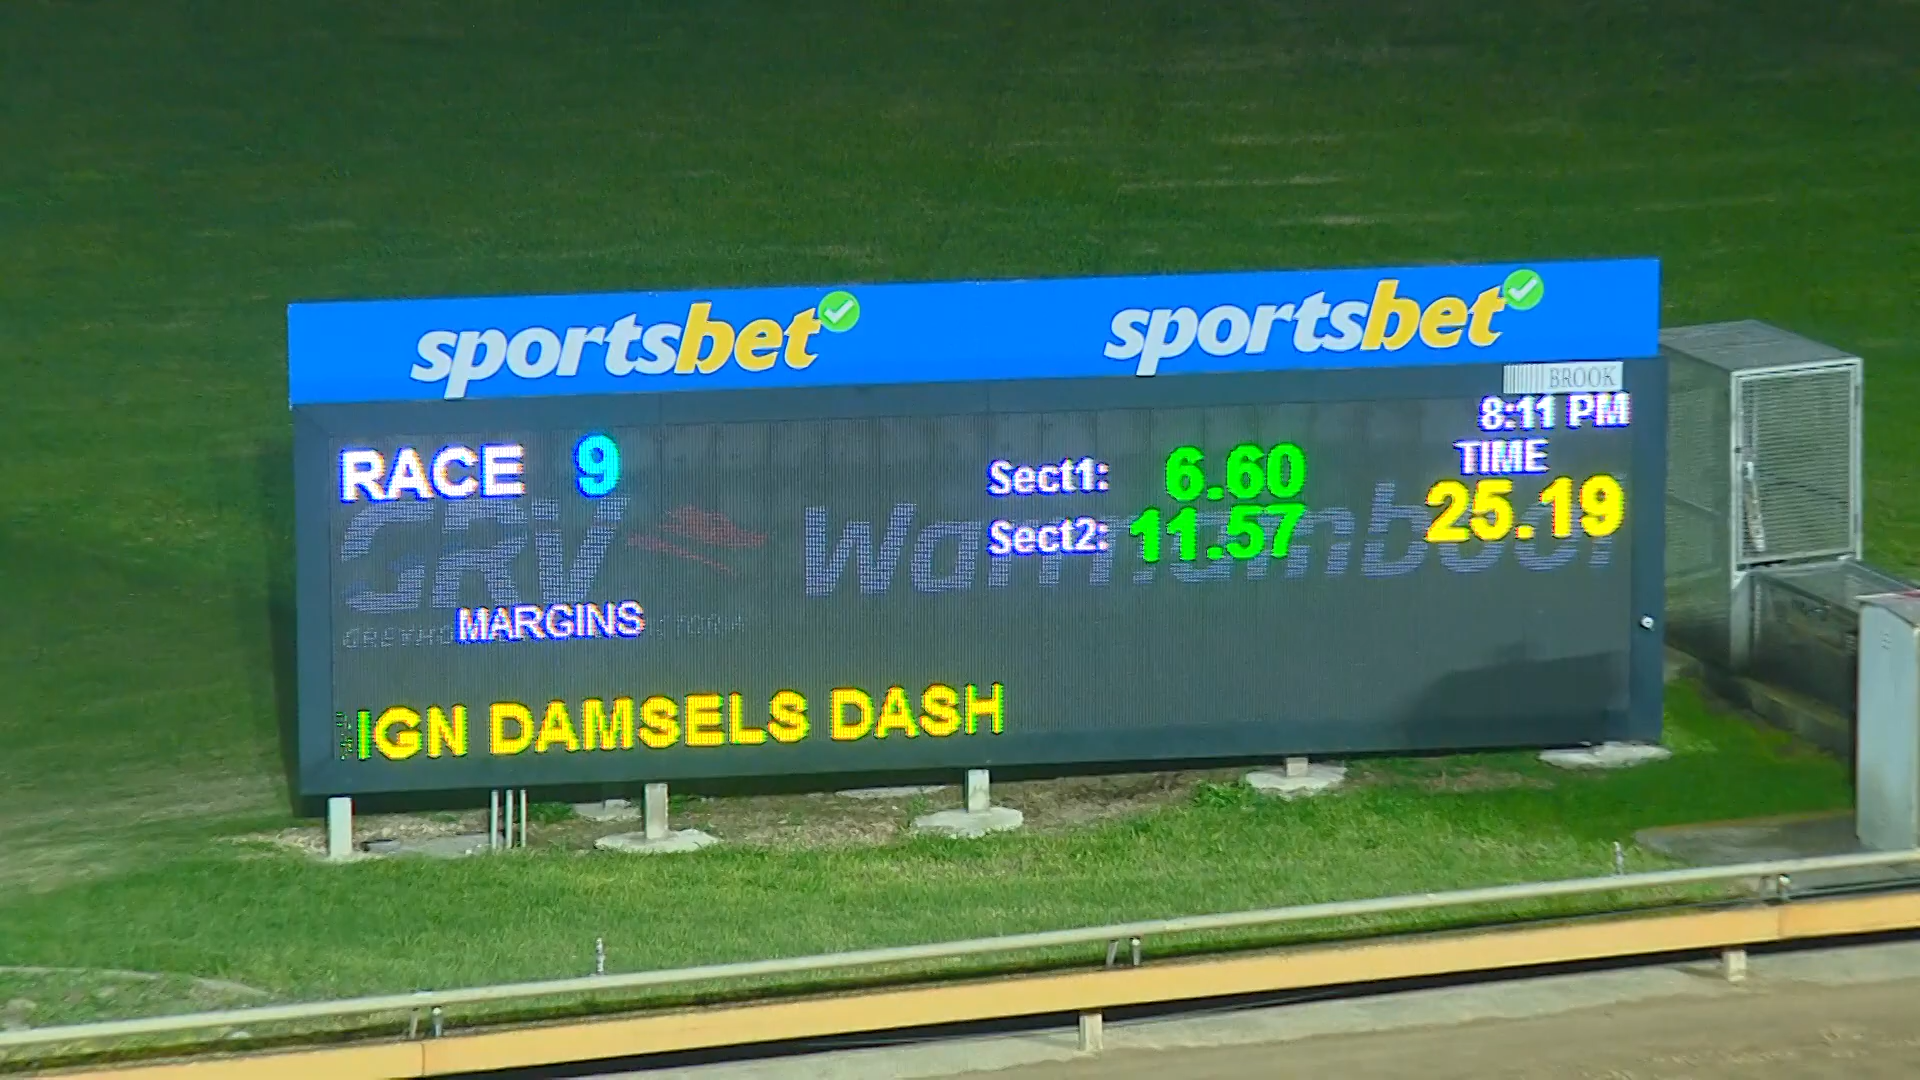 sportsbet sportsbet
BROOK
8:11 PM
RACE 9 Sect1: 6.60 TIME
Sect2: 11.57 25.19
GRV
MARGINS
IGN DAMSELS DASH